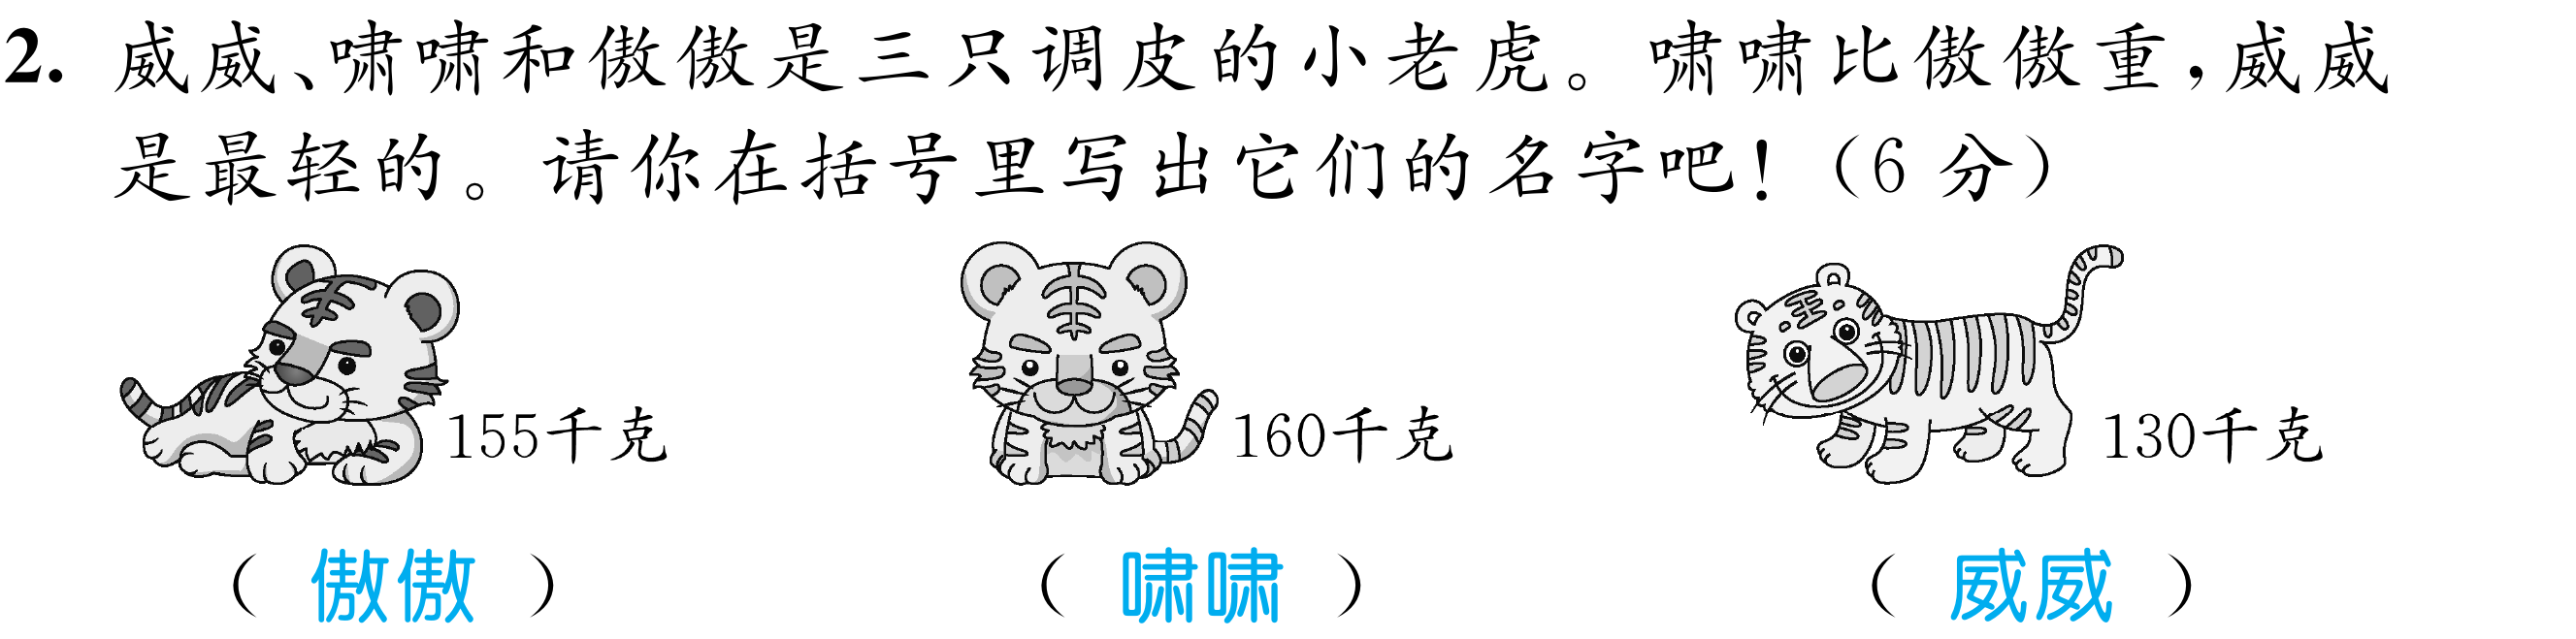 2. 威威、啸啸和傲傲是三只调皮的小老虎。啸啸比傲傲重,威威
是最轻的。请你在括号里写出它们的名字吧!(6 分)
155千克 160千克 130千克
( 傲傲 ) ( 啸啸 ) ( 威威 )